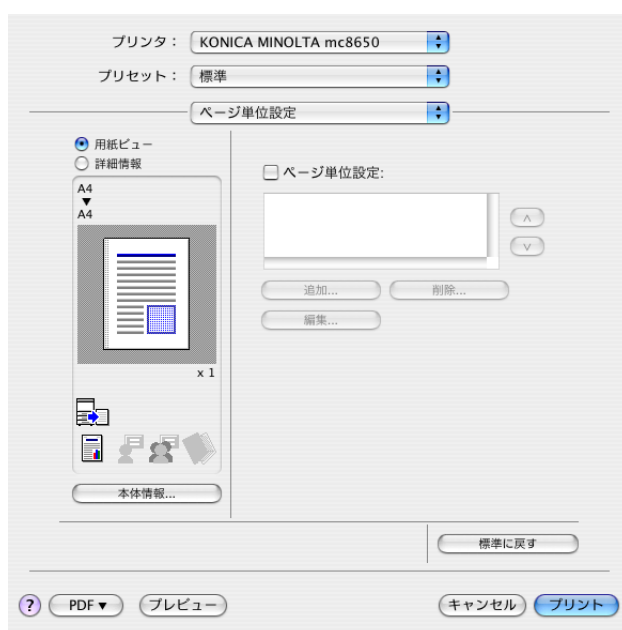 プリンタ： KONICA MINOLTA mc8650
プリセット： 標準
ページ単位設定
用紙ビュー
詳細情報
A4
▼
A4
x 1
本体情報...
ページ単位設定:
追加... 削除...
編集...
標準に戻す
? PDF ▼ プレビュー キャンセル プリント